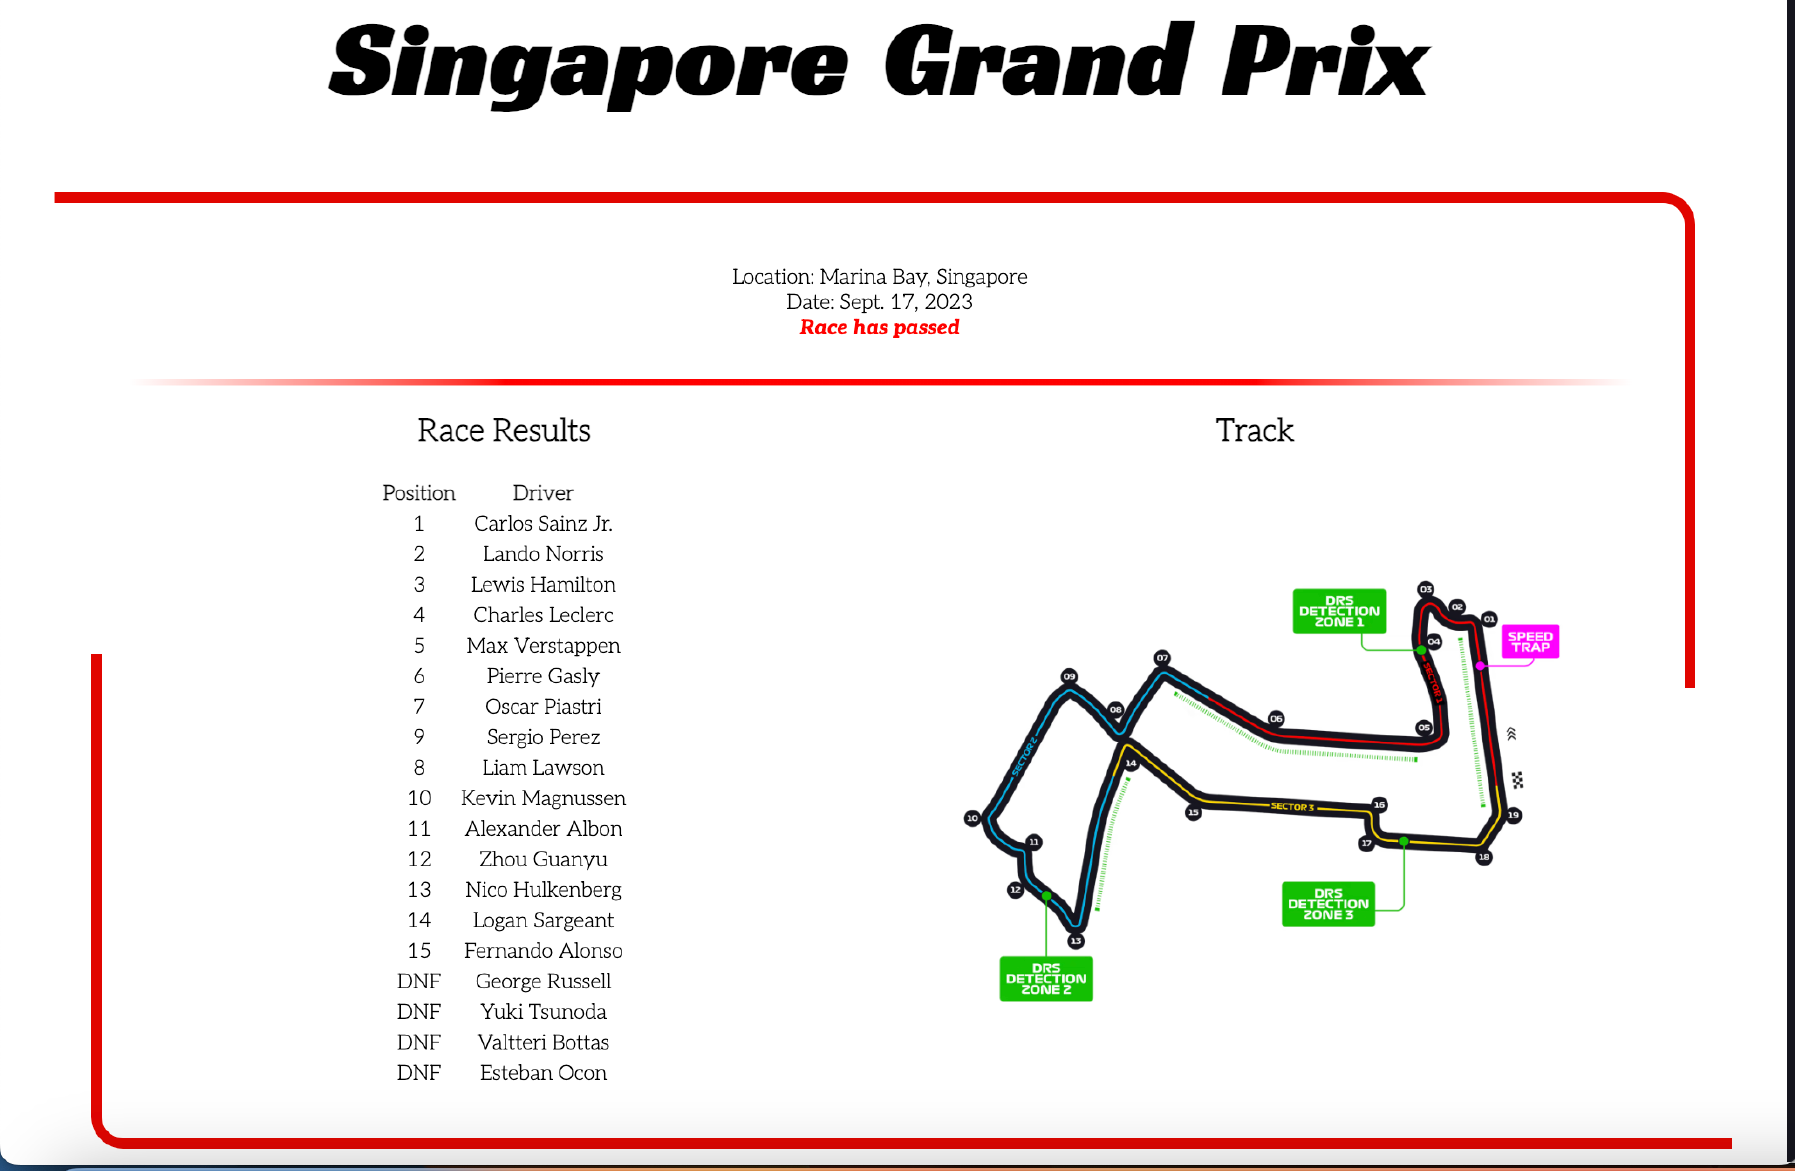 Singapore Grand Prix
Location: Marina Bay, Singapore
Date: Sept. 17, 2023
Race has passed
Race Results
Position Driver
1 Carlos Sainz Jr.
2 Lando Norris
3 Lewis Hamilton
4 Charles Leclerc
5 Max Verstappen
6 Pierre Gasly
7 Oscar Piastri
9 Sergio Perez
8 Liam Lawson
10 Kevin Magnussen
11 Alexander Albon
12 Zhou Guanyu
13 Nico Hulkenberg
14 Logan Sargeant
15 Fernando Alonso
DNF George Russell
DNF Yuki Tsunoda
DNF Valtteri Bottas
DNF Esteban Ocon
Track
03
DRS
DETECTION
ZONE 1
02
01
SPEED
TRAP
04
SECTOR 1
07
09
08
06
05
SECTOR 2
14
10
15
SECTOR 3
16
19
11
17
18
12
DRS
DETECTION
ZONE 3
13
DRS
DETECTION
ZONE 2